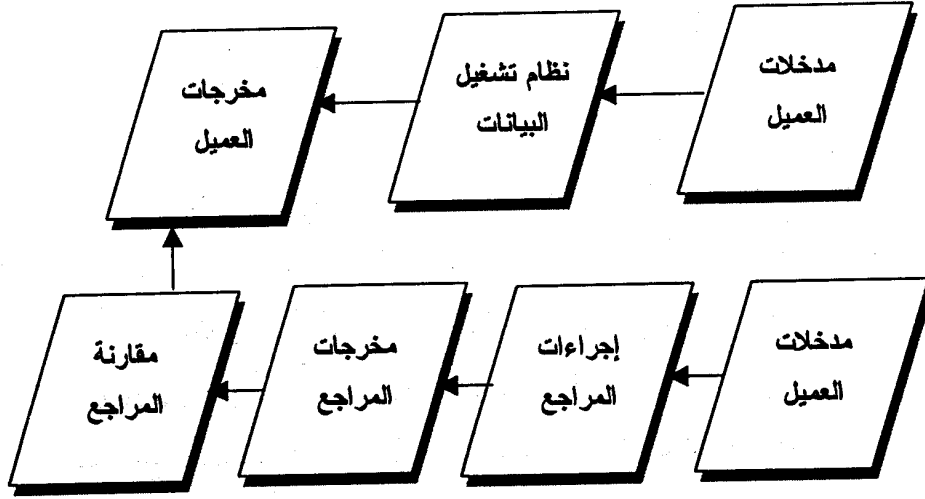 مدخلات
العميل
نظام تشغيل
البيانات
مخرجات
العميل
مدخلات
العميل
إجراءات
المراجع
مخرجات
المراجع
مقارنة
المراجع